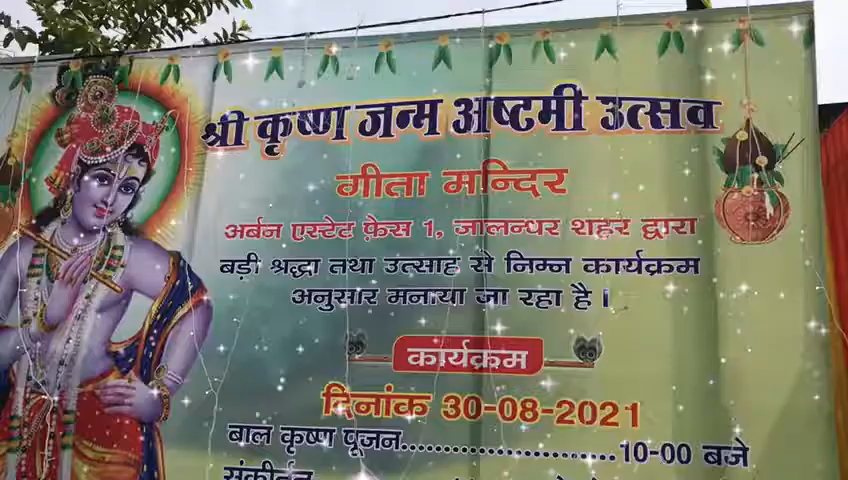 श्री कृष्ण जन्म अष्टमी उत्सव
गीता मन्दिर
अर्बन एस्टेट फ़ेस 1, जालन्धर शहर द्वारा
बड़ी श्रद्धा तथा उत्साह से निम्न कार्यक्रम
अनुसार मनाया जा रहा है।
कार्यक्रम
दिनांक 30-08-2021
बाल कृष्ण पूजन......................10-00 बजे
संकीर्तन